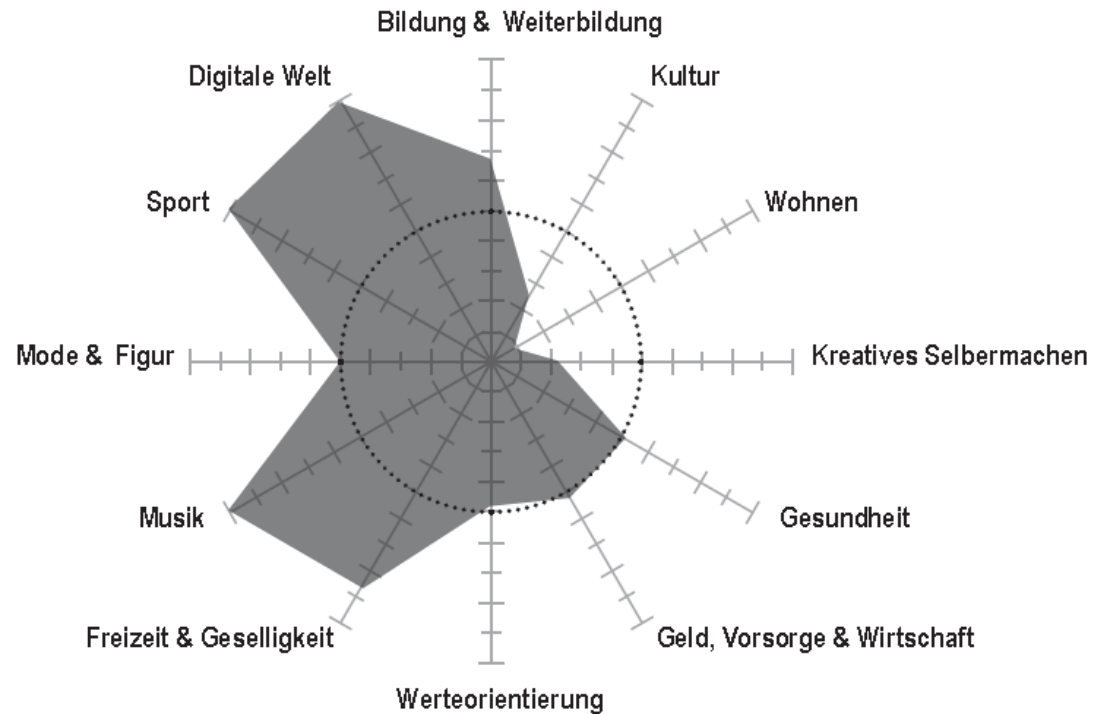 Bildung & Weiterbildung
Digitale Welt
Kultur
Sport
Wohnen
Mode & Figur
Kreatives Selbermachen
Musik
Gesundheit
Freizeit & Geselligkeit
Geld, Vorsorge & Wirtschaft
Werteorientierung